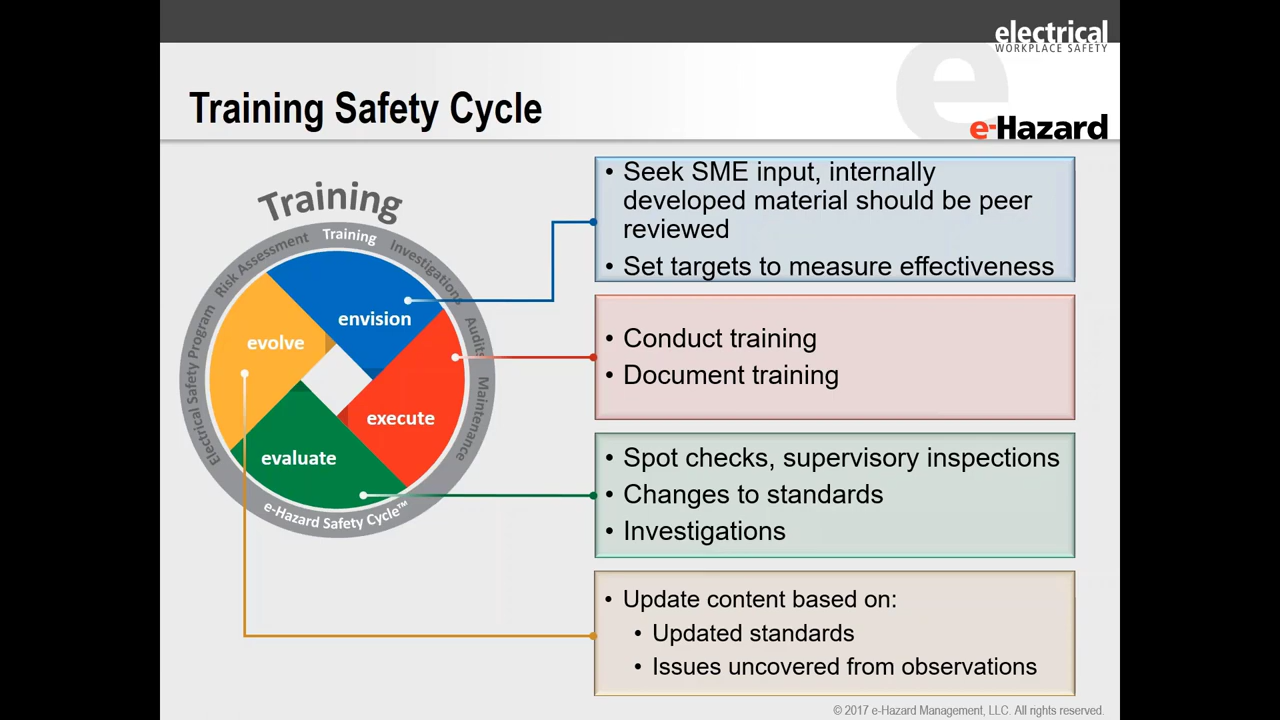 electrical
WORKPLACE SAFETY
Training Safety Cycle
e
e-Hazard
Training
Training
Risk Assessment
Investigations
Electrical Safety Program
Audits
Maintenance
envision
evolve
execute
evaluate
e-Hazard Safety Cycle™
• Seek SME input, internally
developed material should be peer
reviewed
• Set targets to measure effectiveness
• Conduct training
• Document training
• Spot checks, supervisory inspections
• Changes to standards
• Investigations
• Update content based on:
• Updated standards
• Issues uncovered from observations
© 2017 e-Hazard Management, LLC. All rights reserved.